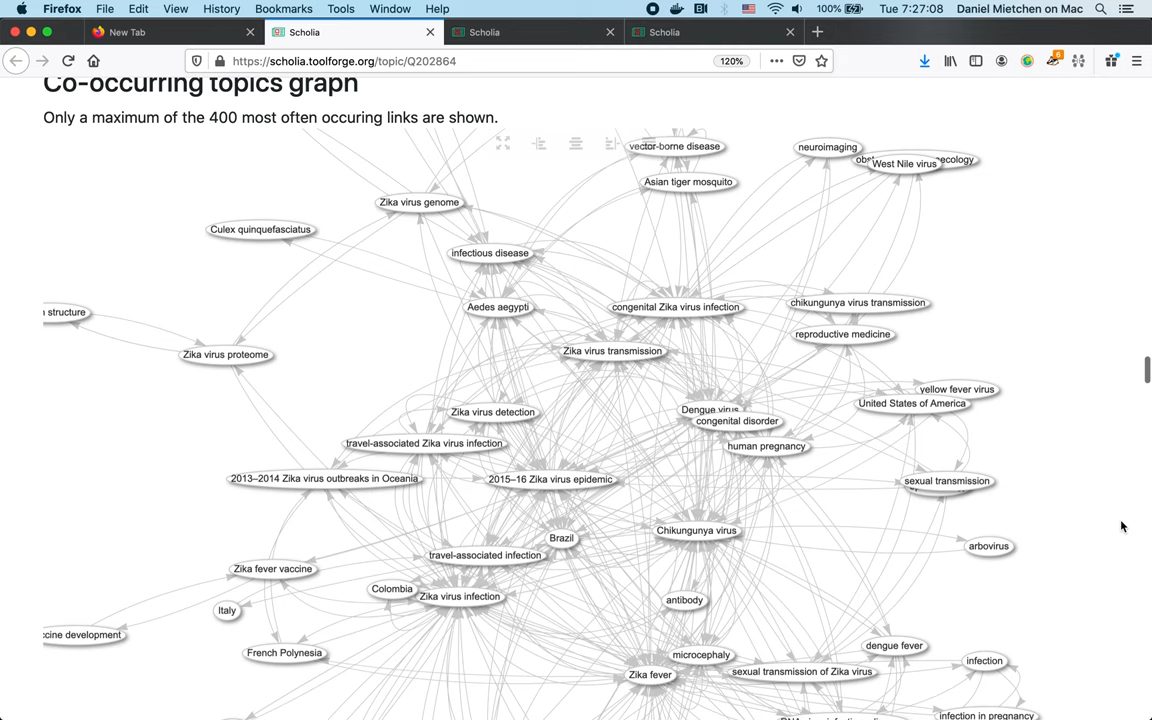 Firefox File Edit View History Bookmarks Tools Window Help 100% Tue 7:27:08 Daniel Mietchen on Mac
New Tab Scholia Scholia Scholia
https://scholia.toolforge.org/topic/Q202864 120% 6
Co-occurring topics graph
Only a maximum of the 400 most often occuring links are shown.
vector-borne disease
neuroimaging
West Nile virus
Asian tiger mosquito
Zika virus genome
Culex quinquefasciatus
infectious disease
Aedes aegypti
congenital Zika virus infection
chikungunya virus transmission
structure
reproductive medicine
Zika virus transmission
Zika virus proteome
yellow fever virus
United States of America
Zika virus detection
Dengue virus
congenital disorder
travel-associated Zika virus infection
human pregnancy
2013–2014 Zika virus outbreaks in Oceania
2015–16 Zika virus epidemic
sexual transmission
Chikungunya virus
Brazil
arbovirus
travel-associated infection
Zika fever vaccine
Colombia
Zika virus infection
antibody
Italy
ccine development
French Polynesia
microcephaly
dengue fever
infection
Zika fever
sexual transmission of Zika virus
infection in pregnancy